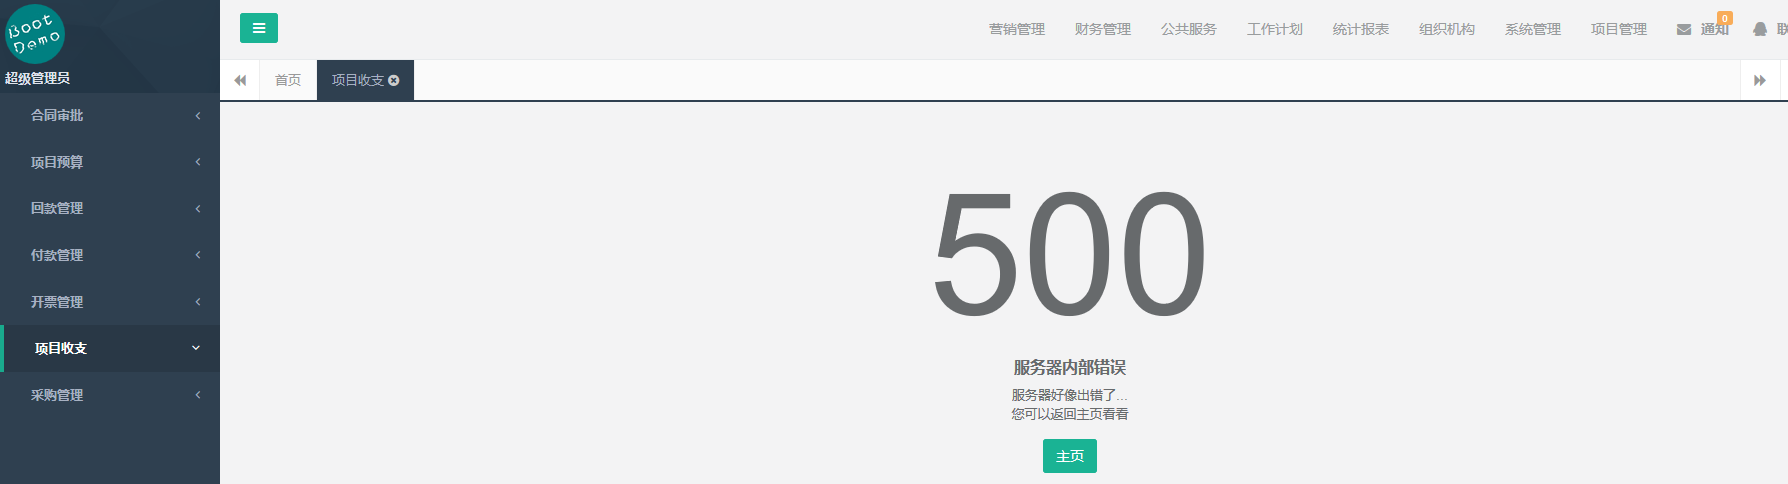 Boot
Demo
超级管理员
合同审批
项目预算
回款管理
付款管理
开票管理
项目收支
采购管理
营销管理 财务管理 公共服务 工作计划 统计报表 组织机构 系统管理 项目管理 通知 0 联
首页 项目收支
500
服务器内部错误
服务器好像出错了...
您可以返回主页看看
主页